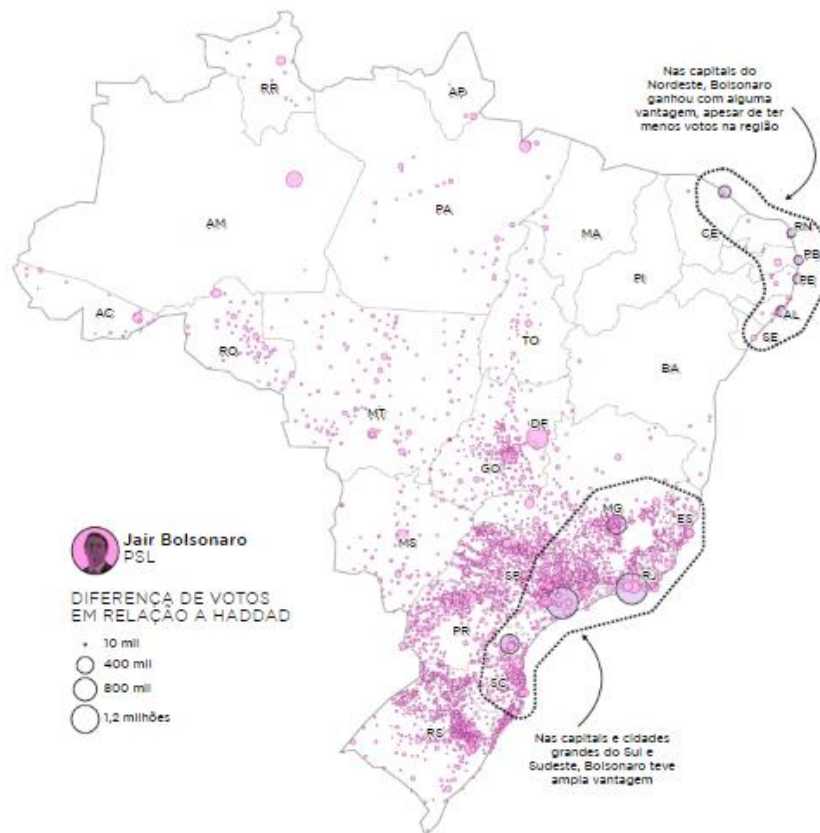 Nas capitais do
Nordeste, Bolsonaro
ganhou com alguma
vantagem, apesar de ter
menos votos na região
RR
AP
AM
PA
MA
CE
RN
PB
PI
PE
AC
AL
RO
TO
SE
BA
MT
DF
GO
MG
ES
MS
Jair Bolsonaro
PSL
SP
RJ
DIFERENÇA DE VOTOS
EM RELAÇÃO A HADDAD
10 mil
400 mil
800 mil
1,2 milhões
PR
SC
RS
Nas capitais e cidades
grandes do Sul e
Sudeste, Bolsonaro teve
ampla vantagem